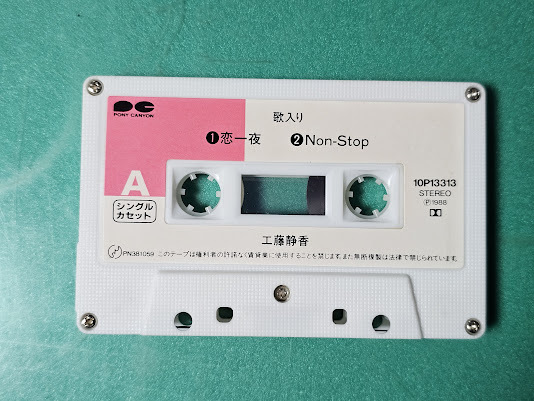 PONY CANYON
歌入り
❶恋一夜 ❷Non-Stop
A
シングル
カセット
10P13313
STEREO
Ⓟ1988
工藤静香
PN381059 このテープは権利者の許諾なく賃貸業に使用することを禁じます。また無断複製は法律で禁じられています。